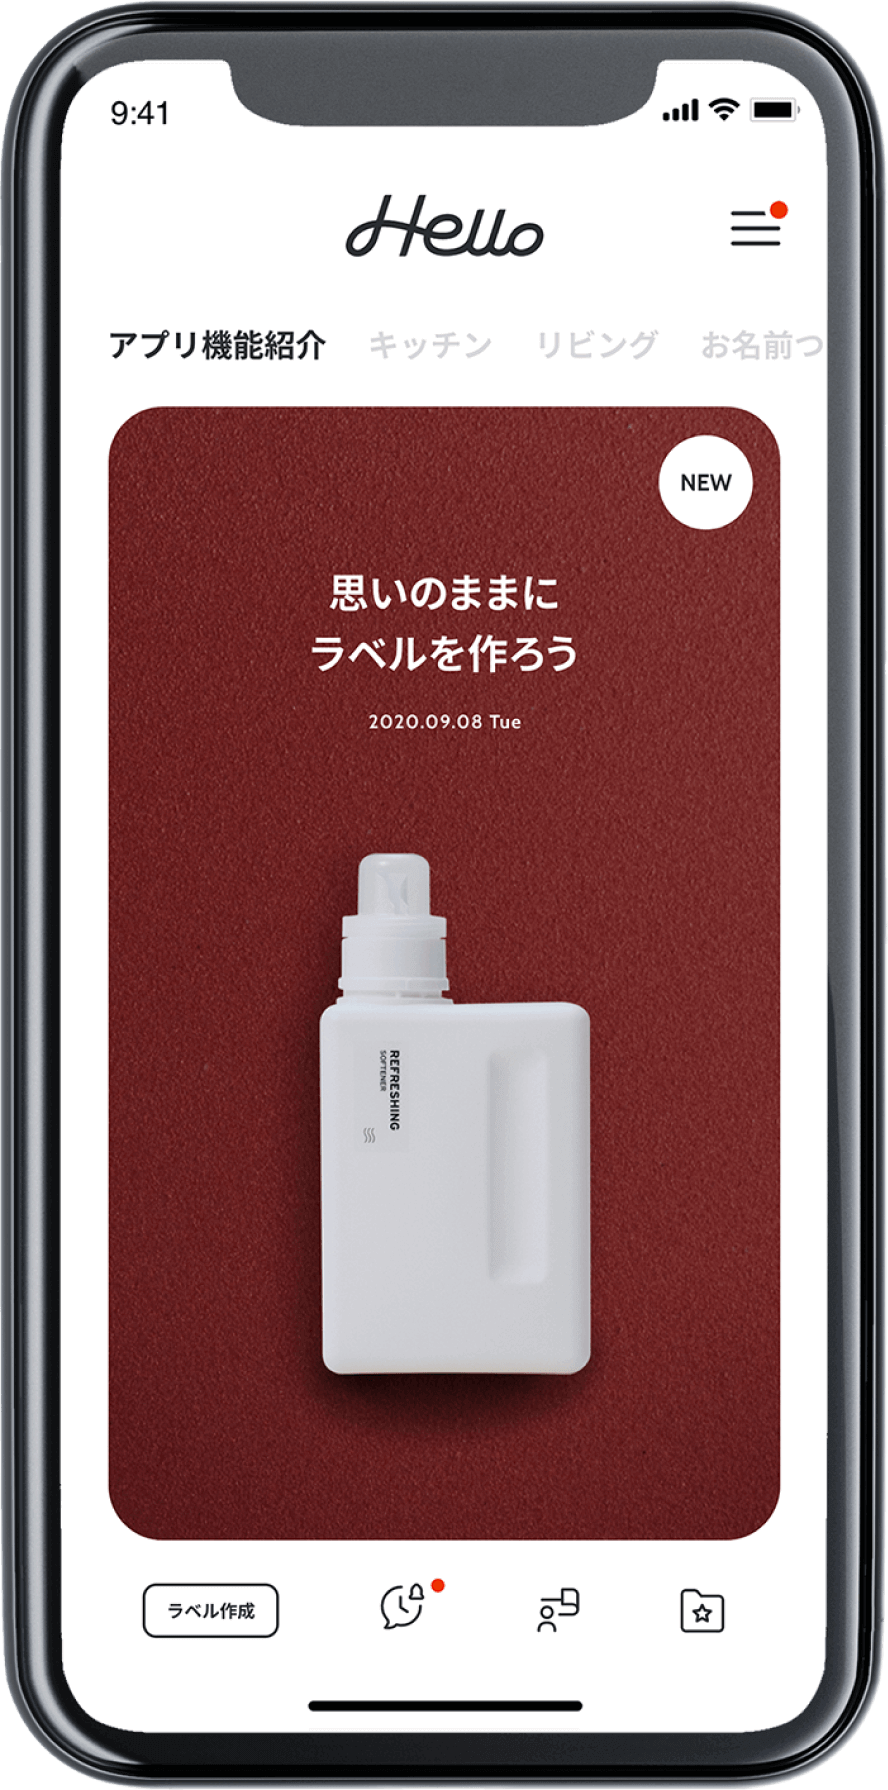 9:41
Hello
アプリ機能紹介 キッチン リビング お名前つ
NEW
思いのままに
ラベルを作ろう
2020.09.08 Tue
REFRESHING
SOFTENER
ラベル作成